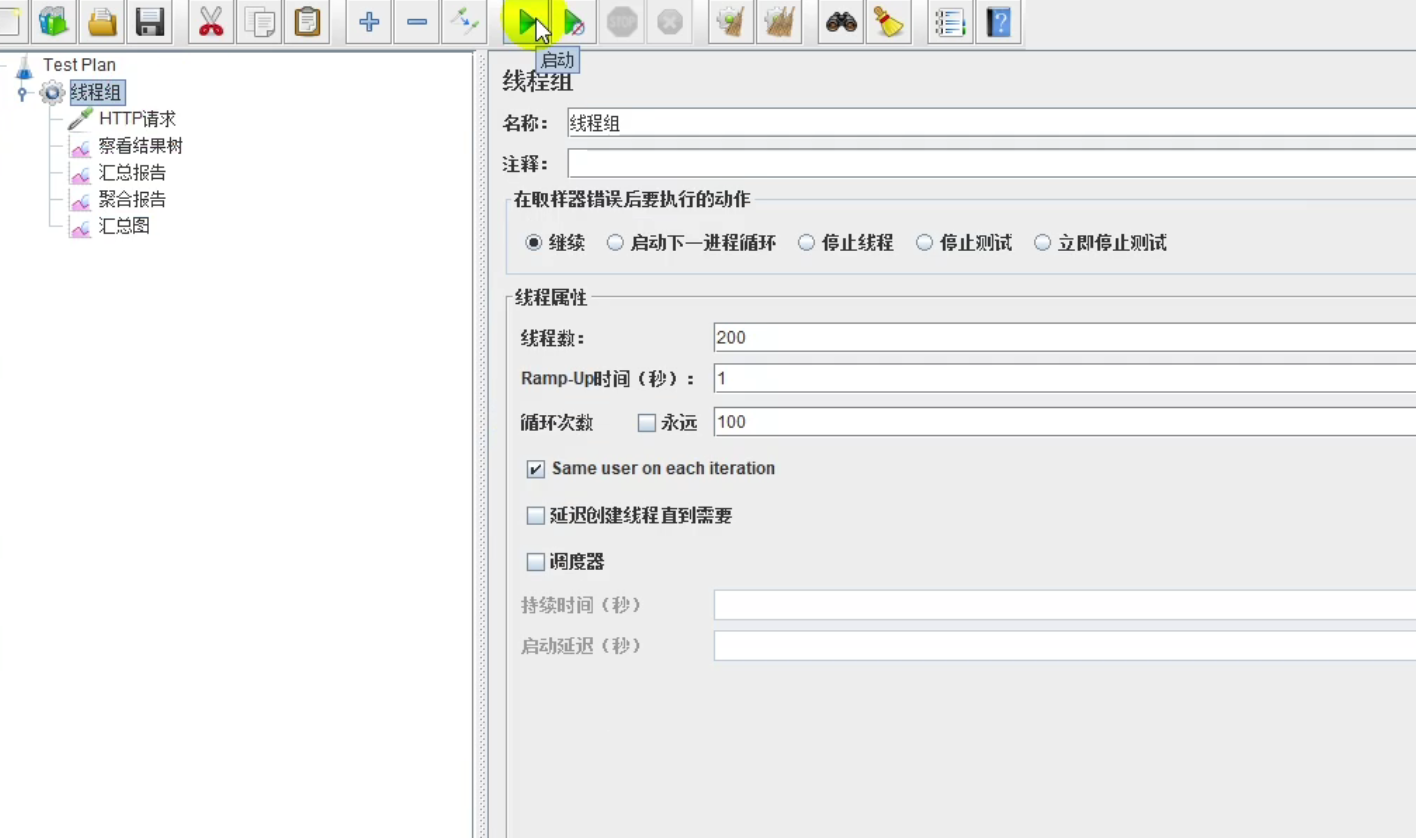 STOP
启动
Test Plan
线程组
HTTP请求
察看结果树
汇总报告
聚合报告
汇总图
线程组
名称：
线程组
注释：
在取样器错误后要执行的动作
继续 启动下一进程循环 停止线程 停止测试 立即停止测试
线程属性
线程数：
200
Ramp-Up时间（秒）：
1
循环次数 永远 100
Same user on each iteration
延迟创建线程直到需要
调度器
持续时间（秒）
启动延迟（秒）